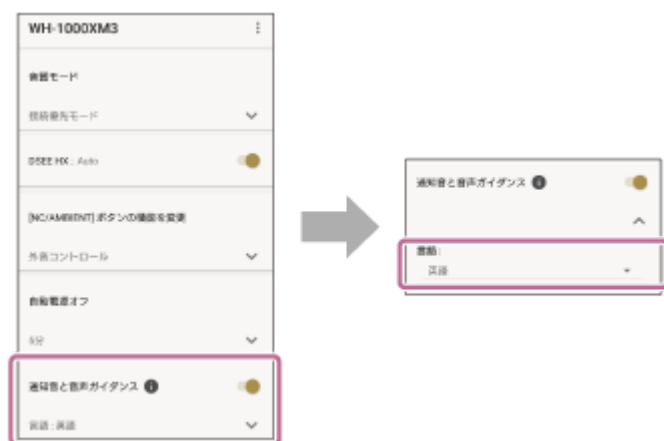 WH-1000XM3
音質モード
接続優先モード
DSEE HX : Auto
[NC/AMBIENT] ボタンの機能を変更
外音コントロール
自動電源オフ
5分
通知音と音声ガイダンス
言語 : 英語
通知音と音声ガイダンス
言語 :
英語